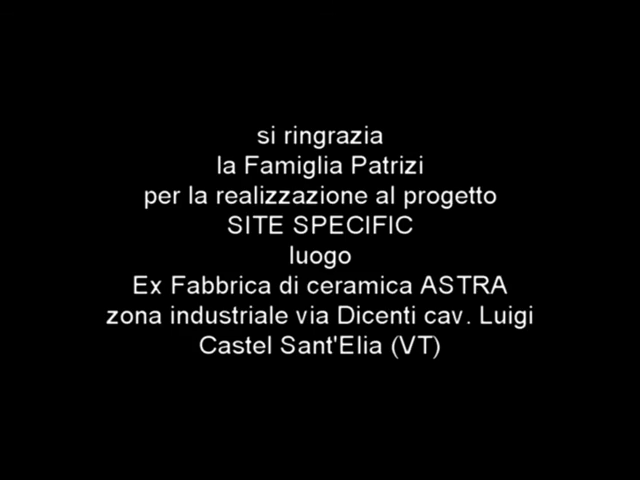 si ringrazia
la Famiglia Patrizi
per la realizzazione al progetto
SITE SPECIFIC
luogo
Ex Fabbrica di ceramica ASTRA
zona industriale via Dicenti cav. Luigi
Castel Sant'Elia (VT)